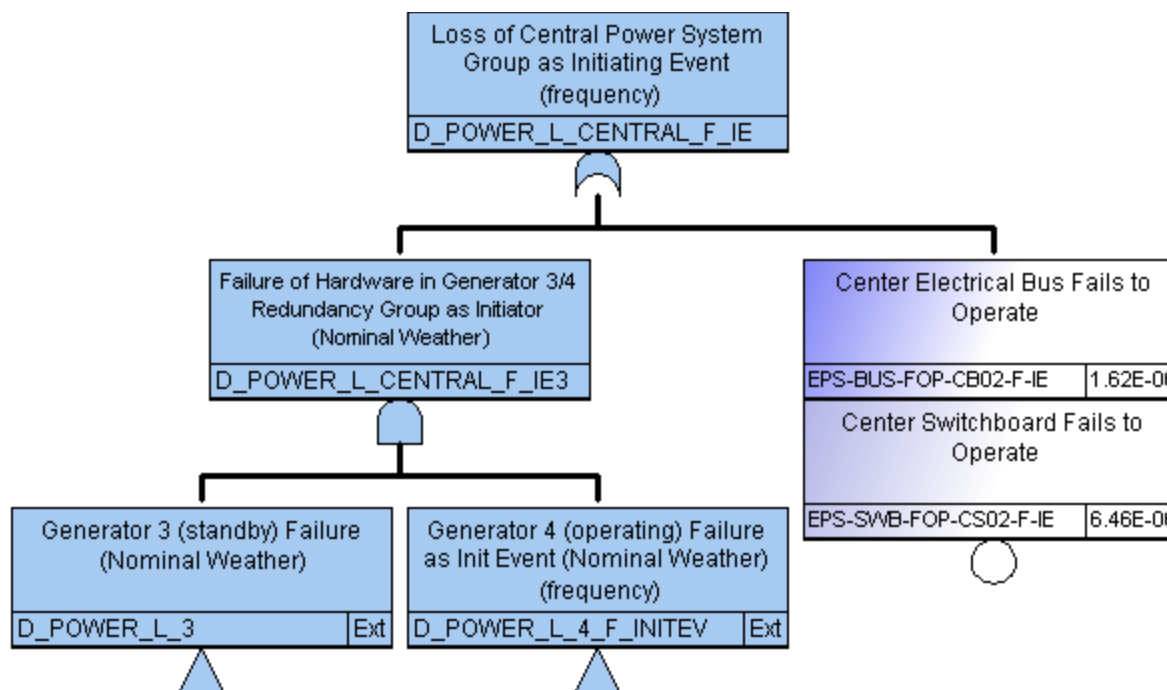 Loss of Central Power System
Group as Initiating Event
(frequency)
D_POWER_L_CENTRAL_F_IE
Failure of Hardware in Generator 3/4
Redundancy Group as Initiator
(Nominal Weather)
D_POWER_L_CENTRAL_F_IE3
Center Electrical Bus Fails to
Operate
EPS-BUS-FOP-CB02-F-IE
Center Switchboard Fails to
Operate
EPS-SWB-FOP-CS02-F-IE
Generator 3 (standby) Failure
(Nominal Weather)
D_POWER_L_3 Ext
Generator 4 (operating) Failure
as Init Event (Nominal Weather)
(frequency)
D_POWER_L_4_F_INITEV Ext